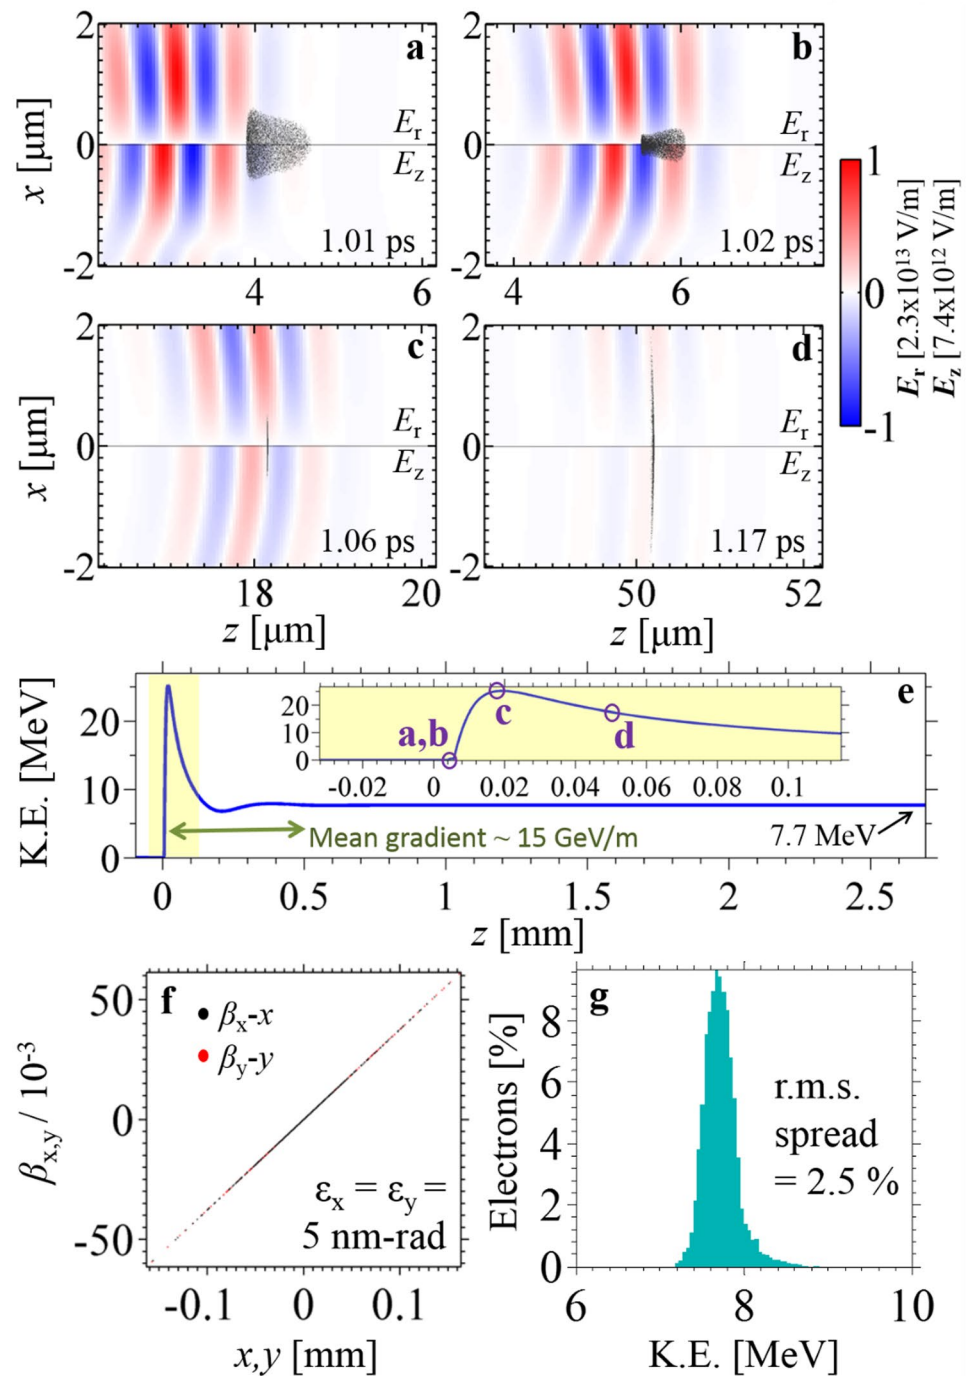 2
a
x [μm]
0
E_r
E_z
1.01 ps
-2
4
6
2
b
0
E_r
E_z
1.02 ps
-2
4
6
1
0
-1
E_r [2.3x10^13 V/m]
E_z [7.4x10^12 V/m]
2
c
x [μm]
0
E_r
E_z
1.06 ps
-2
18
20
z [μm]
2
d
0
E_r
E_z
1.17 ps
-2
50
52
z [μm]
e
K.E. [MeV]
20
10
0
20
10
0
a,b
c
d
-0.02
0
0.02
0.04
0.06
0.08
0.1
Mean gradient ~ 15 GeV/m
7.7 MeV
0
0.5
1
1.5
2
2.5
z [mm]
f
β_x,y / 10^-3
50
0
-50
β_x-x
β_y-y
ε_x = ε_y =
5 nm-rad
-0.1
0
0.1
x,y [mm]
g
Electrons [%]
8
6
4
2
0
r.m.s.
spread
= 2.5 %
6
8
10
K.E. [MeV]